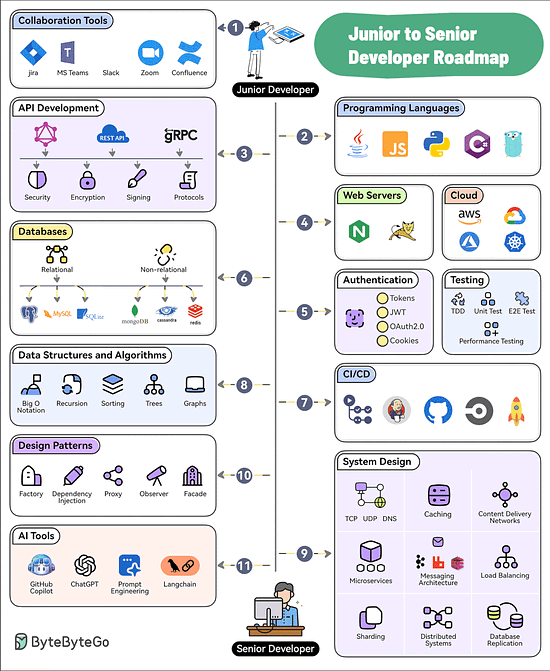 Junior to Senior
Developer Roadmap
Collaboration Tools
jira
MS Teams
Slack
Zoom
Confluence
1
Junior Developer
2
Programming Languages
JS
C#
API Development
REST API
gRPC
Security
Encryption
Signing
Protocols
3
4
Web Servers
Cloud
aws
Databases
Relational
Non-relational
MySQL
SQLite
mongoDB
cassandra
redis
6
5
Authentication
Tokens
JWT
OAuth2.0
Cookies
Testing
TDD
Unit Test
E2E Test
Performance Testing
Data Structures and Algorithms
Big O
Notation
Recursion
Sorting
Trees
Graphs
8
7
CI/CD
Design Patterns
Factory
Dependency
Injection
Proxy
Observer
Facade
10
9
System Design
TCP UDP DNS
Caching
Content Delivery
Networks
Microservices
Messaging
Architecture
Load Balancing
Sharding
Distributed
Systems
Database
Replication
AI Tools
GitHub
Copilot
ChatGPT
Prompt
Engineering
Langchain
11
Senior Developer
ByteByteGo